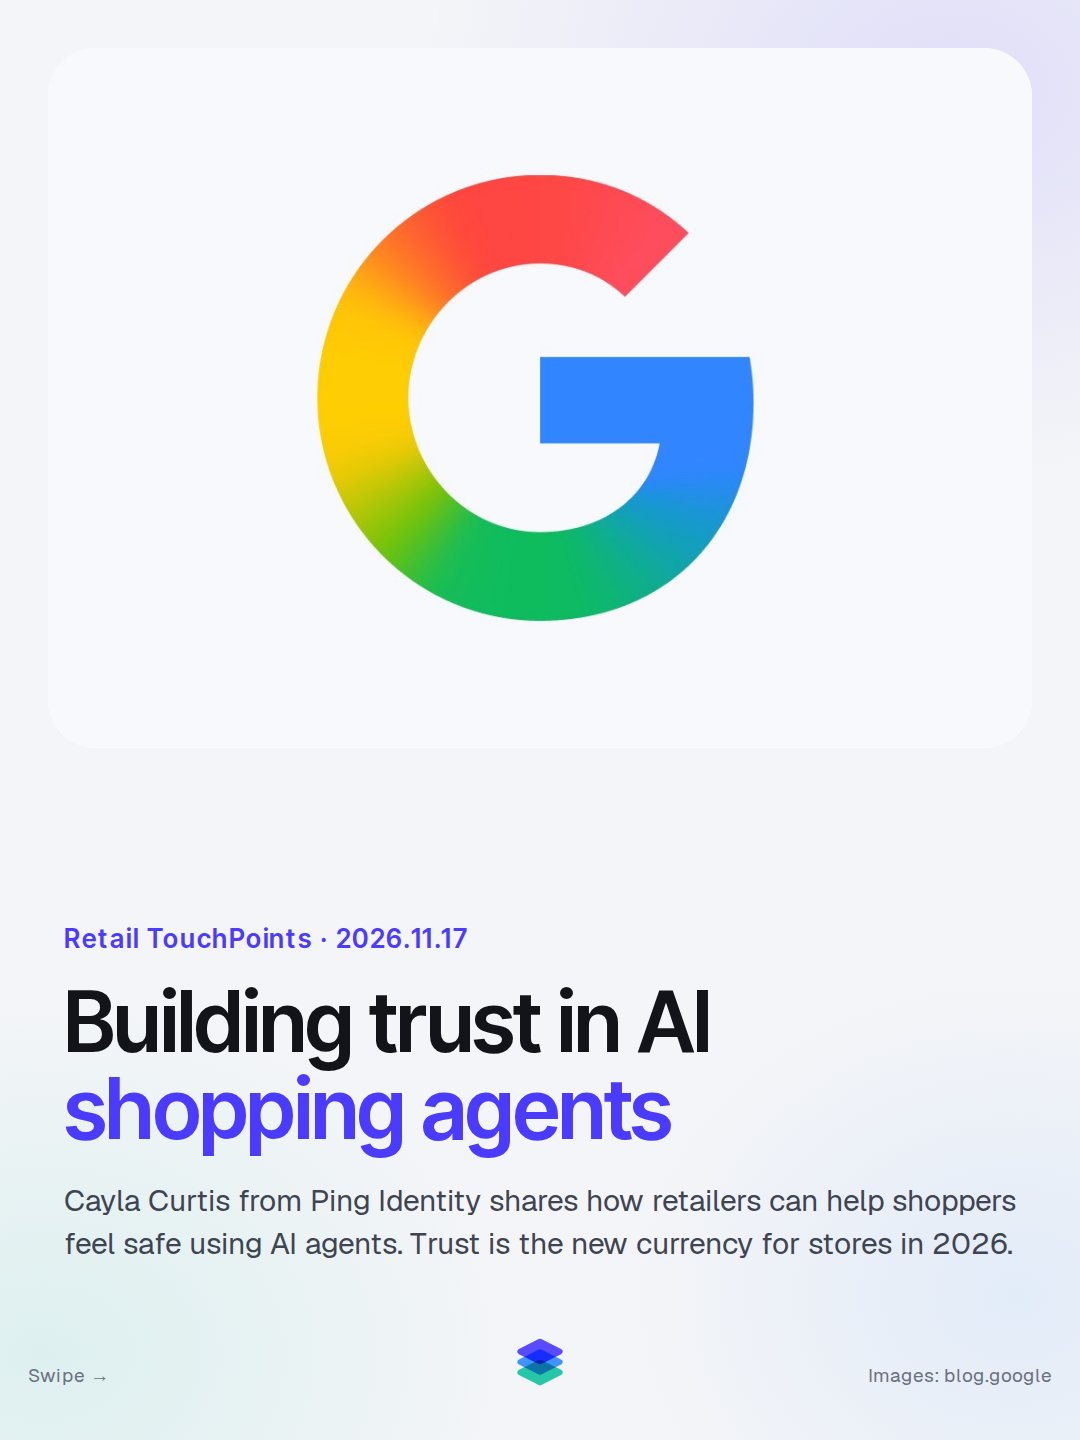 Retail TouchPoints · 2026.11.17
Building trust in AI
shopping agents
Cayla Curtis from Ping Identity shares how retailers can help shoppers
feel safe using AI agents. Trust is the new currency for stores in 2026.
Swipe →
Images: blog.google